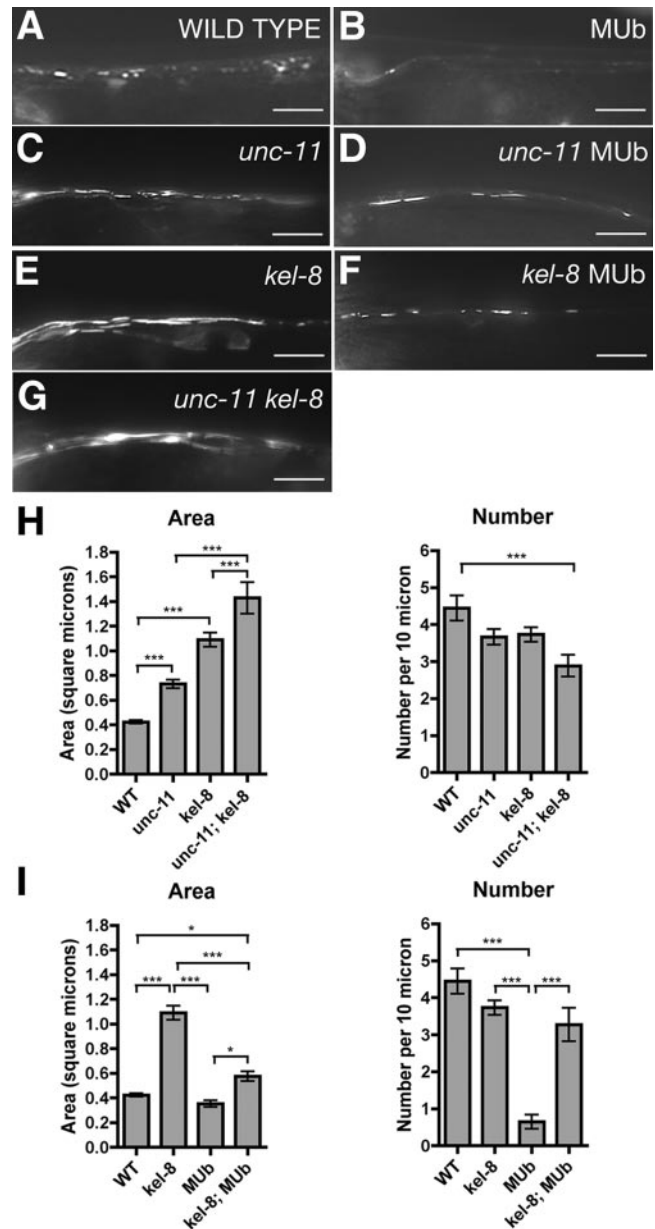 A WILD TYPE
B MUb
C unc-11
D unc-11 MUb
E kel-8
F kel-8 MUb
G unc-11 kel-8
H
Area
Area (square microns)
1.8
1.6
1.4
1.2
1.0
0.8
0.6
0.4
0.2
0.0
***
***
***
***
WT
unc-11
kel-8
unc-11; kel-8
Number
Number per 10 micron
6
5
4
3
2
1
0
***
WT
unc-11
kel-8
unc-11; kel-8
I
Area
Area (square microns)
1.8
1.6
1.4
1.2
1.0
0.8
0.6
0.4
0.2
0.0
*
***
*** ***
*
WT
kel-8
MUb
kel-8; MUb
Number
Number per 10 micron
6
5
4
3
2
1
0
***
*** ***
WT
kel-8
MUb
kel-8; MUb